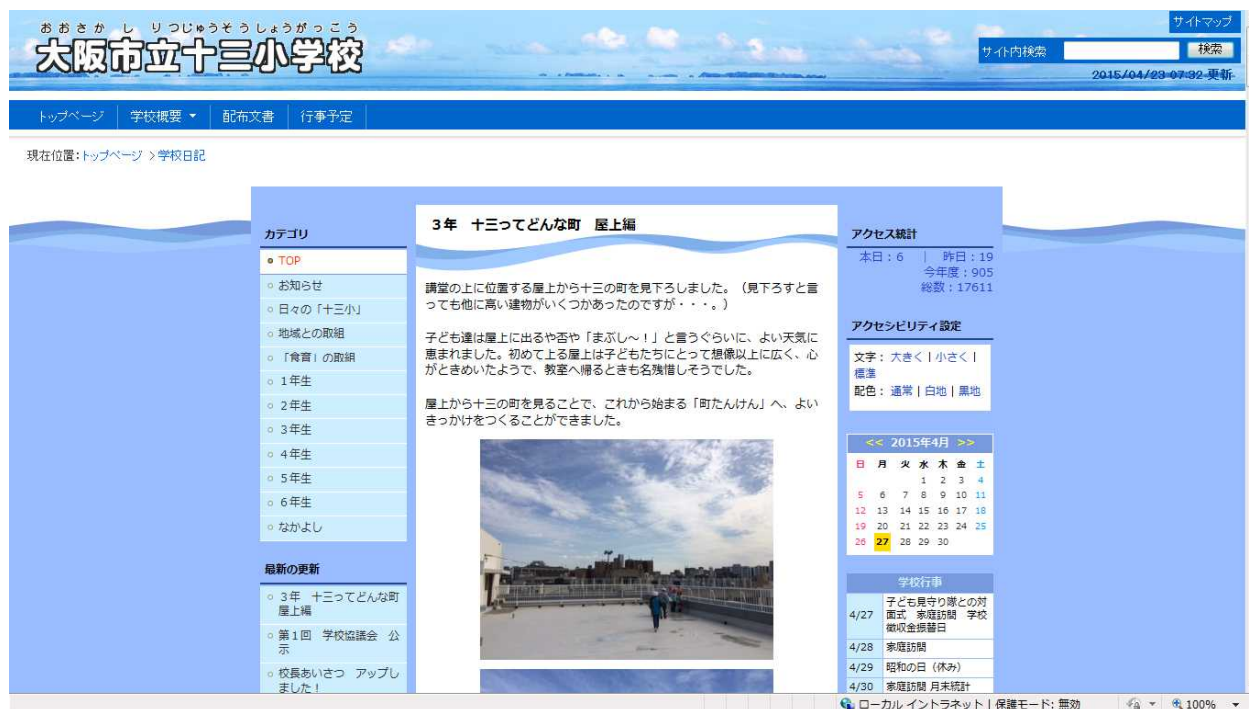 おおさか し りつじゅうそうしょうがっこう
大阪市立十三小学校
サイトマップ
サイト内検索
検索
2015/04/23 07:32 更新
トップページ
学校概要 ▼
配布文書
行事予定
現在位置：トップページ > 学校日記
カテゴリ
TOP
お知らせ
日々の「十三小」
地域との取組
「食育」の取組
１年生
２年生
３年生
４年生
５年生
６年生
なかよし
最新の更新
３年　十三ってどんな町
屋上編
第１回　学校協議会　公
示
校長あいさつ　アップし
ました！
３年　十三ってどんな町　屋上編
講堂の上に位置する屋上から十三の町を見下ろしました。（見下ろすと言
っても他に高い建物がいくつかあったのですが・・・。）
子ども達は屋上に出るや否や「まぶし～！」と言うぐらいに、よい天気に
恵まれました。初めて上る屋上は子どもたちにとって想像以上に広く、心
がときめいたようで、教室へ帰るときも名残惜しそうでした。
屋上から十三の町を見ることで、これから始まる「町たんけん」へ、よい
きっかけをつくることができました。
アクセス統計
本日：6 ｜ 昨日：19
今年度：905
総数：17611
アクセシビリティ設定
文字： 大きく | 小さく |
標準
配色： 通常 | 白地 | 黒地
<< 2015年4月 >>
日 月 火 水 木 金 土
1 2 3 4
5 6 7 8 9 10 11
12 13 14 15 16 17 18
19 20 21 22 23 24 25
26 27 28 29 30
学校行事
4/27 子ども見守り隊との対
面式　家庭訪問　学校
徴収金振替日
4/28 家庭訪問
4/29 昭和の日（休み）
4/30 家庭訪問 月末統計
ローカル イントラネット | 保護モード: 無効
100%